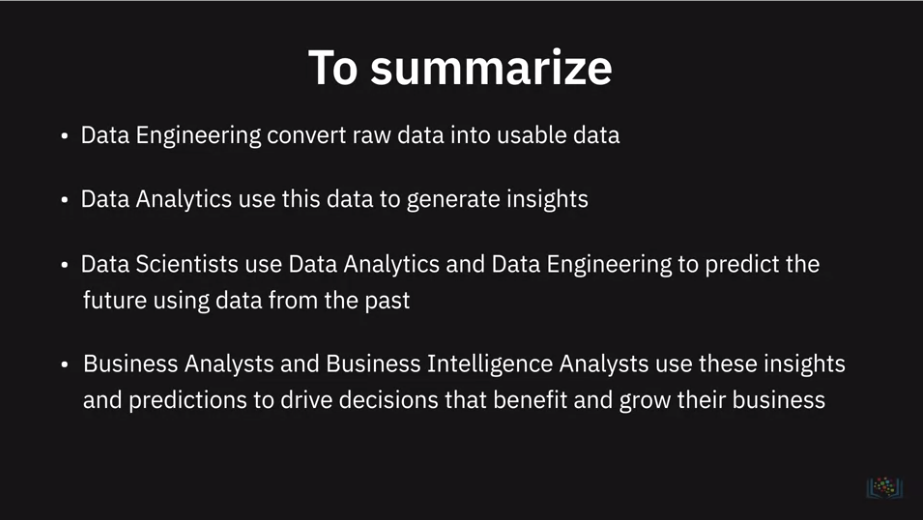 To summarize
• Data Engineering convert raw data into usable data
• Data Analytics use this data to generate insights
• Data Scientists use Data Analytics and Data Engineering to predict the
future using data from the past
• Business Analysts and Business Intelligence Analysts use these insights
and predictions to drive decisions that benefit and grow their business